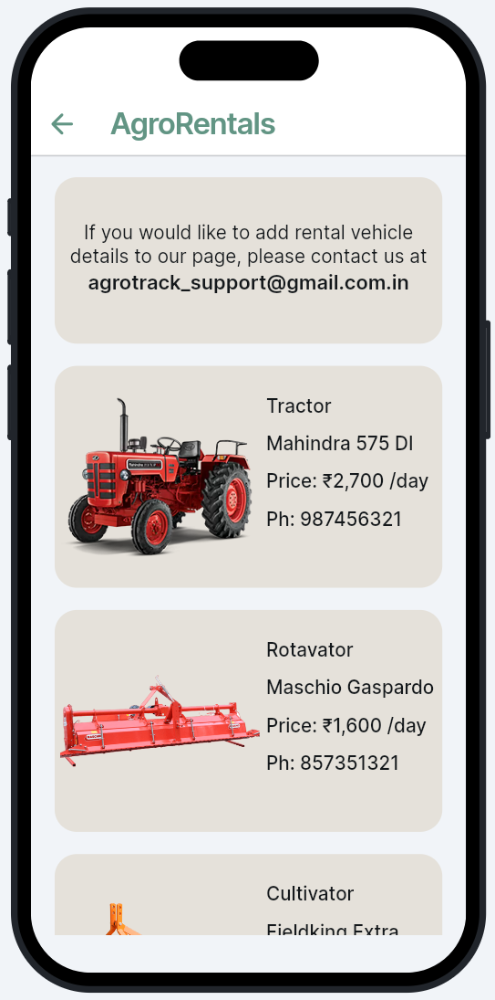 AgroRentals
If you would like to add rental vehicle
details to our page, please contact us at
agrotrack_support@gmail.com.in
Tractor
Mahindra 575 DI
Price: ₹2,700 /day
Ph: 987456321
Rotavator
Maschio Gaspardo
Price: ₹1,600 /day
Ph: 857351321
Cultivator
Fieldking Extra